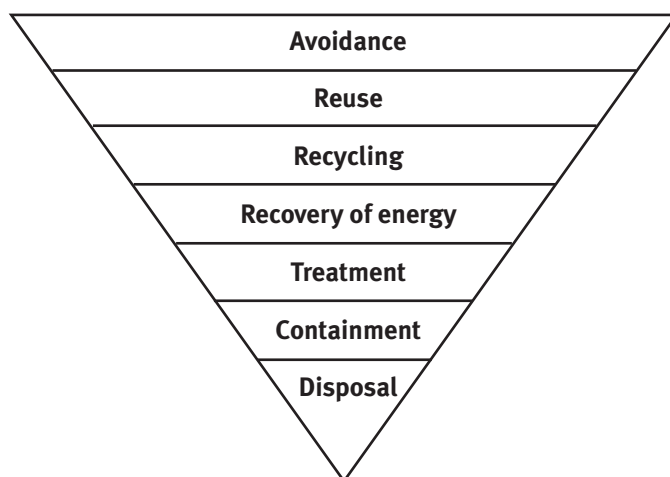 Avoidance
Reuse
Recycling
Recovery of energy
Treatment
Containment
Disposal